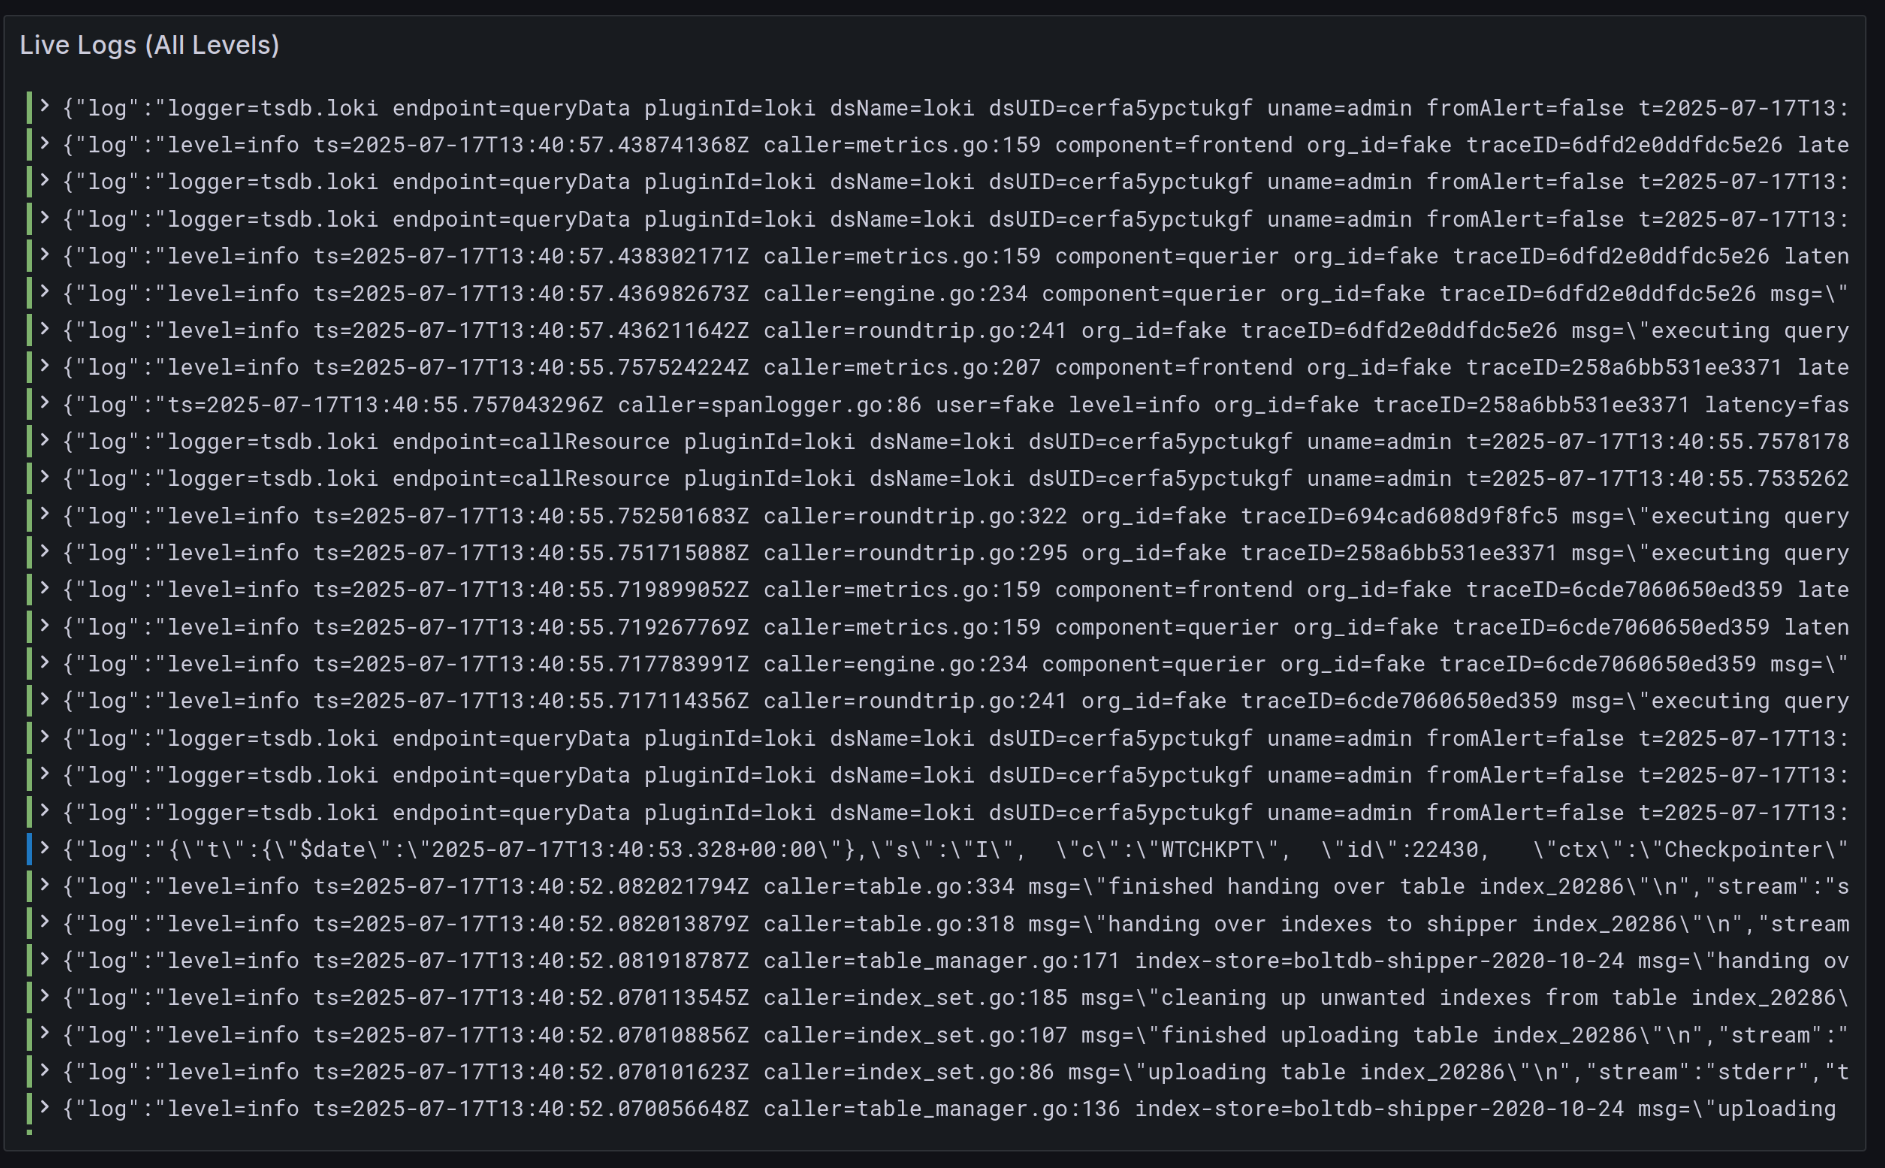 Live Logs (All Levels)
{"log":"logger=tsdb.loki endpoint=queryData pluginId=loki dsName=loki dsUID=cerfa5ypctukgf uname=admin fromAlert=false t=2025-07-17T13:
{"log":"level=info ts=2025-07-17T13:40:57.438741368Z caller=metrics.go:159 component=frontend org_id=fake traceID=6dfd2e0ddfdc5e26 late
{"log":"logger=tsdb.loki endpoint=queryData pluginId=loki dsName=loki dsUID=cerfa5ypctukgf uname=admin fromAlert=false t=2025-07-17T13:
{"log":"logger=tsdb.loki endpoint=queryData pluginId=loki dsName=loki dsUID=cerfa5ypctukgf uname=admin fromAlert=false t=2025-07-17T13:
{"log":"level=info ts=2025-07-17T13:40:57.438302171Z caller=metrics.go:159 component=querier org_id=fake traceID=6dfd2e0ddfdc5e26 laten
{"log":"level=info ts=2025-07-17T13:40:57.436982673Z caller=engine.go:234 component=querier org_id=fake traceID=6dfd2e0ddfdc5e26 msg=\"
{"log":"level=info ts=2025-07-17T13:40:57.436211642Z caller=roundtrip.go:241 org_id=fake traceID=6dfd2e0ddfdc5e26 msg=\"executing query
{"log":"level=info ts=2025-07-17T13:40:55.757524224Z caller=metrics.go:207 component=frontend org_id=fake traceID=258a6bb531ee3371 late
{"log":"ts=2025-07-17T13:40:55.757043296Z caller=spanlogger.go:86 user=fake level=info org_id=fake traceID=258a6bb531ee3371 latency=fas
{"log":"logger=tsdb.loki endpoint=callResource pluginId=loki dsName=loki dsUID=cerfa5ypctukgf uname=admin t=2025-07-17T13:40:55.7578178
{"log":"logger=tsdb.loki endpoint=callResource pluginId=loki dsName=loki dsUID=cerfa5ypctukgf uname=admin t=2025-07-17T13:40:55.7535262
{"log":"level=info ts=2025-07-17T13:40:55.752501683Z caller=roundtrip.go:322 org_id=fake traceID=694cad608d9f8fc5 msg=\"executing query
{"log":"level=info ts=2025-07-17T13:40:55.751715088Z caller=roundtrip.go:295 org_id=fake traceID=258a6bb531ee3371 msg=\"executing query
{"log":"level=info ts=2025-07-17T13:40:55.719899052Z caller=metrics.go:159 component=frontend org_id=fake traceID=6cde7060650ed359 late
{"log":"level=info ts=2025-07-17T13:40:55.719267769Z caller=metrics.go:159 component=querier org_id=fake traceID=6cde7060650ed359 laten
{"log":"level=info ts=2025-07-17T13:40:55.717783991Z caller=engine.go:234 component=querier org_id=fake traceID=6cde7060650ed359 msg=\"
{"log":"level=info ts=2025-07-17T13:40:55.717114356Z caller=roundtrip.go:241 org_id=fake traceID=6cde7060650ed359 msg=\"executing query
{"log":"logger=tsdb.loki endpoint=queryData pluginId=loki dsName=loki dsUID=cerfa5ypctukgf uname=admin fromAlert=false t=2025-07-17T13:
{"log":"logger=tsdb.loki endpoint=queryData pluginId=loki dsName=loki dsUID=cerfa5ypctukgf uname=admin fromAlert=false t=2025-07-17T13:
{"log":"logger=tsdb.loki endpoint=queryData pluginId=loki dsName=loki dsUID=cerfa5ypctukgf uname=admin fromAlert=false t=2025-07-17T13:
{"log":"{\"t\":{\"$date\":\"2025-07-17T13:40:53.328+00:00\"},\"s\":\"I\",  \"c\":\"WTCHKPT\",  \"id\":22430,   \"ctx\":\"Checkpointer\"
{"log":"level=info ts=2025-07-17T13:40:52.082021794Z caller=table.go:334 msg=\"finished handing over table index_20286\"\n","stream":"s
{"log":"level=info ts=2025-07-17T13:40:52.082013879Z caller=table.go:318 msg=\"handing over indexes to shipper index_20286\"\n","stream
{"log":"level=info ts=2025-07-17T13:40:52.081918787Z caller=table_manager.go:171 index-store=boltdb-shipper-2020-10-24 msg=\"handing ov
{"log":"level=info ts=2025-07-17T13:40:52.070113545Z caller=index_set.go:185 msg=\"cleaning up unwanted indexes from table index_20286\
{"log":"level=info ts=2025-07-17T13:40:52.070108856Z caller=index_set.go:107 msg=\"finished uploading table index_20286\"\n","stream":"
{"log":"level=info ts=2025-07-17T13:40:52.070101623Z caller=index_set.go:86 msg=\"uploading table index_20286\"\n","stream":"stderr","t
{"log":"level=info ts=2025-07-17T13:40:52.070056648Z caller=table_manager.go:136 index-store=boltdb-shipper-2020-10-24 msg=\"uploading